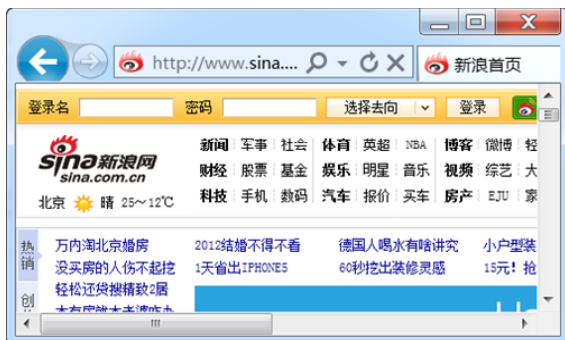 http://www.sina.... 新浪首页
登录名 密码 选择去向 登录
新闻 军事 社会 体育 英超 NBA 博客 微博 轻
sina新浪网 财经 股票 基金 娱乐 明星 音乐 视频 综艺 大
sina.com.cn
北京 晴 25～12℃ 科技 手机 数码 汽车 报价 买车 房产 EJU 家
热销 万内淘北京婚房 2012结婚不得不看 德国人喝水有啥讲究 小户型装
没买房的人伤不起挖 1天省出IPHONE5 60秒挖出装修灵感 15元！抢
创 轻松还贷搜精致2居